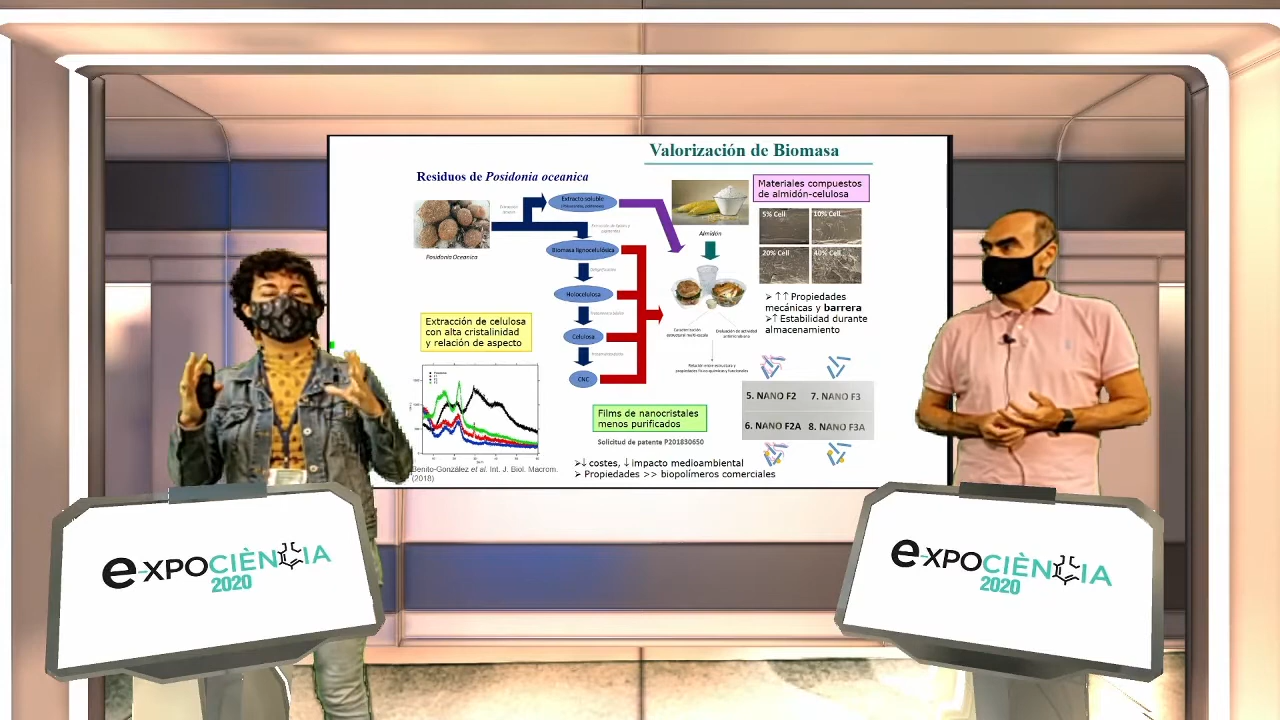 Valorización de Biomasa
Residuos de Posidonia oceanica
Extracto soluble
Posidonia Oceanica
Biomasa lignocelulósica
Holocelulosa
Celulosa
CNC
Almidón
Materiales compuestos
de almidón-celulosa
5% Cell
10% Cell
20% Cell
40% Cell
➢ ↑↑ Propiedades
mecánicas y barrera
➢↑ Estabilidad durante
almacenamiento
Extracción de celulosa
con alta cristalinidad
y relación de aspecto
Films de nanocristales
menos purificados
Solicitud de patente P201830650
5. NANO F2
7. NANO F3
6. NANO F2A
8. NANO F3A
➢↓ costes, ↓ impacto medioambiental
➢ Propiedades >> biopolímeros comerciales
Benito-González et al. Int. J. Biol. Macrom.
(2018)
e-XPOCIÈNCIA
2020
e-XPOCIÈNCIA
2020